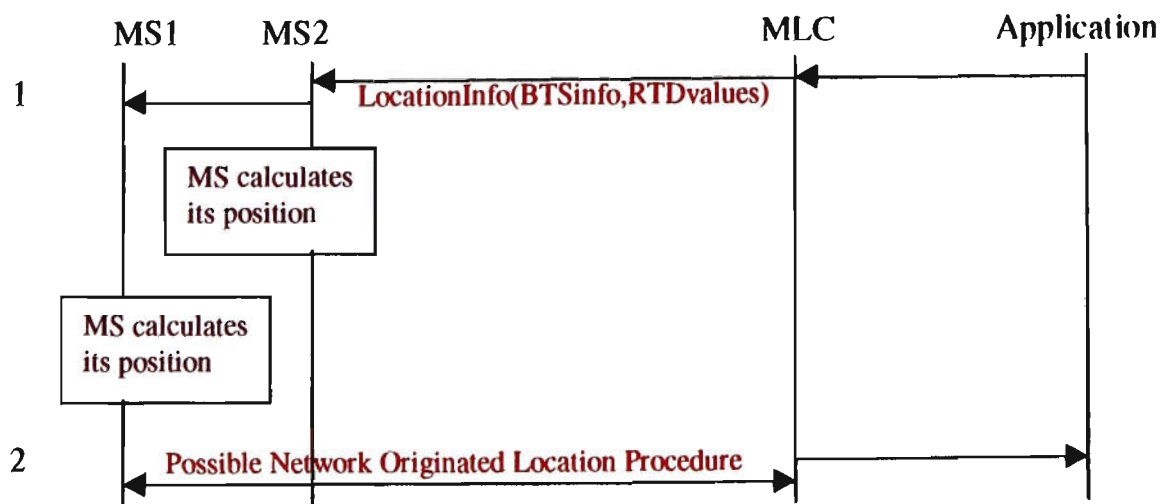 MS1 MS2 MLC Application
1
LocationInfo(BTSinfo,RTDvalues)
MS calculates
its position
MS calculates
its position
2
Possible Network Originated Location Procedure